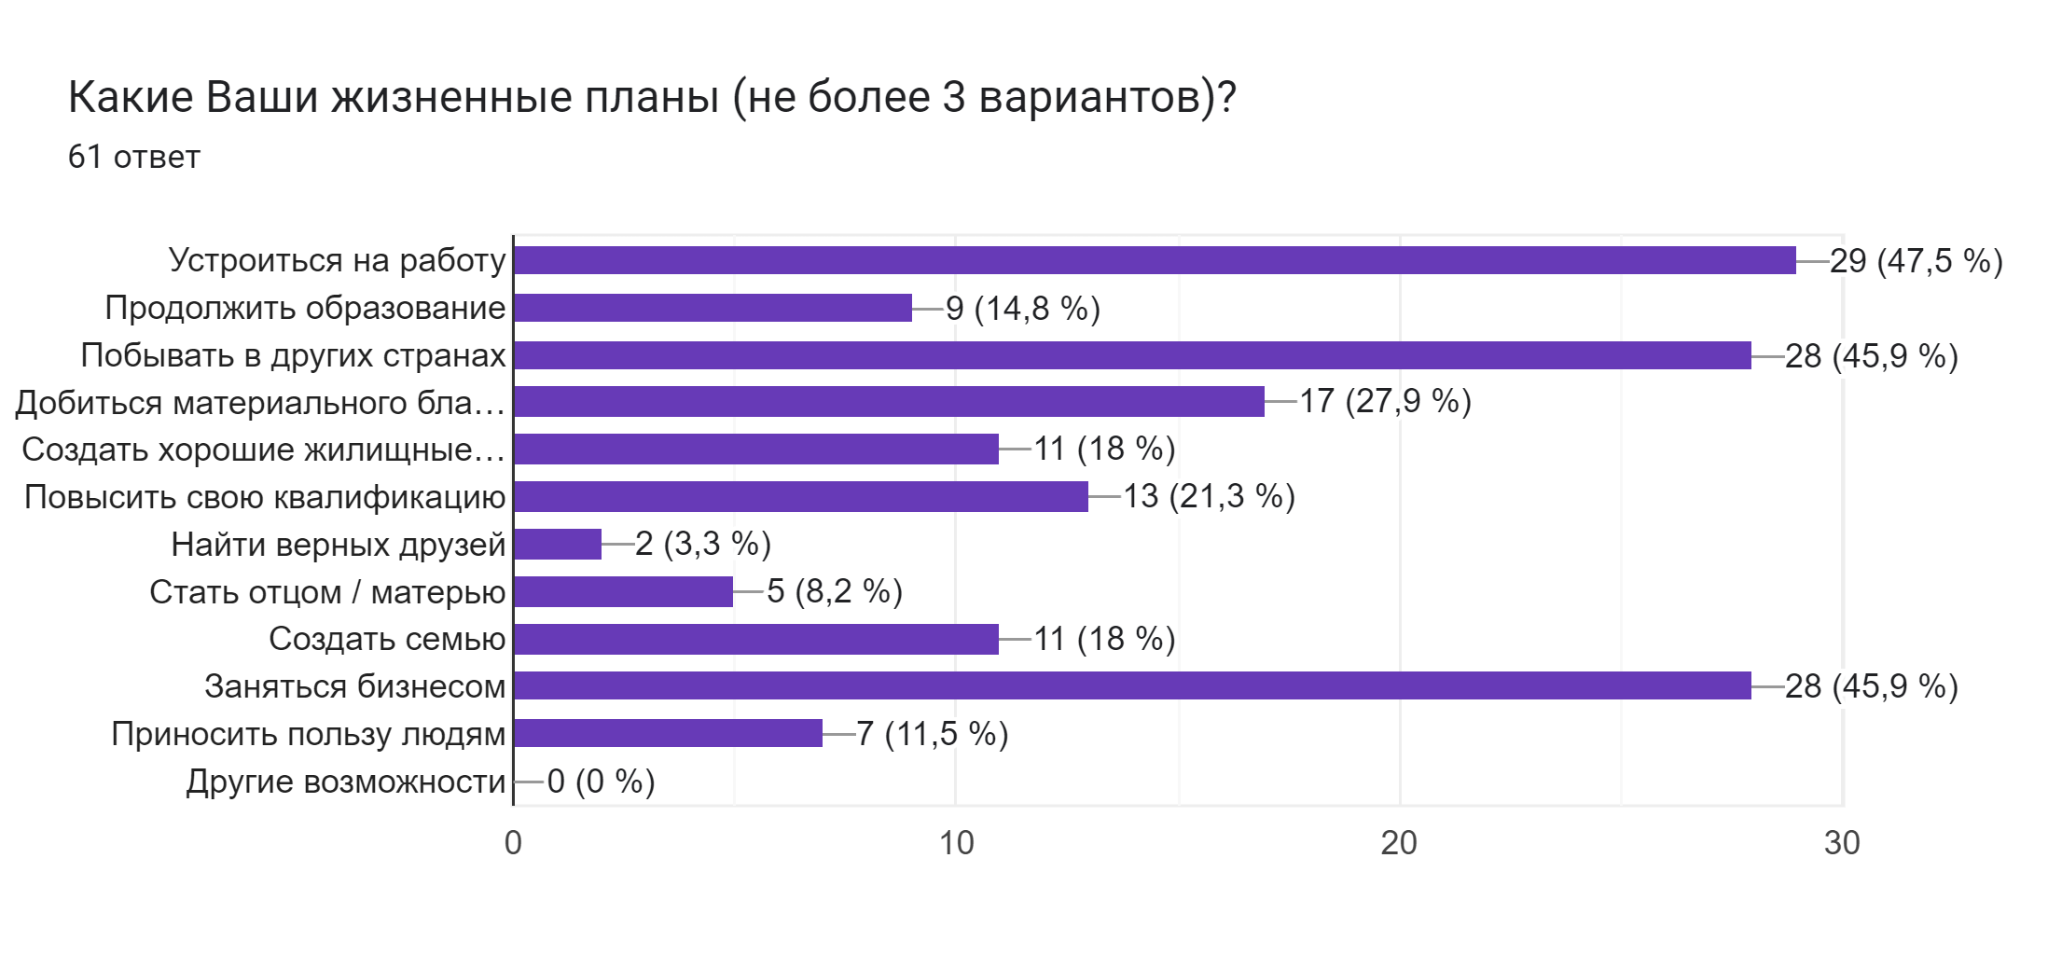 Какие Ваши жизненные планы (не более 3 вариантов)?
61 ответ
Устроиться на работу 29 (47,5 %)
Продолжить образование 9 (14,8 %)
Побывать в других странах 28 (45,9 %)
Добиться материального бла… 17 (27,9 %)
Создать хорошие жилищные… 11 (18 %)
Повысить свою квалификацию 13 (21,3 %)
Найти верных друзей 2 (3,3 %)
Стать отцом / матерью 5 (8,2 %)
Создать семью 11 (18 %)
Заняться бизнесом 28 (45,9 %)
Приносить пользу людям 7 (11,5 %)
Другие возможности 0 (0 %)
0 10 20 30